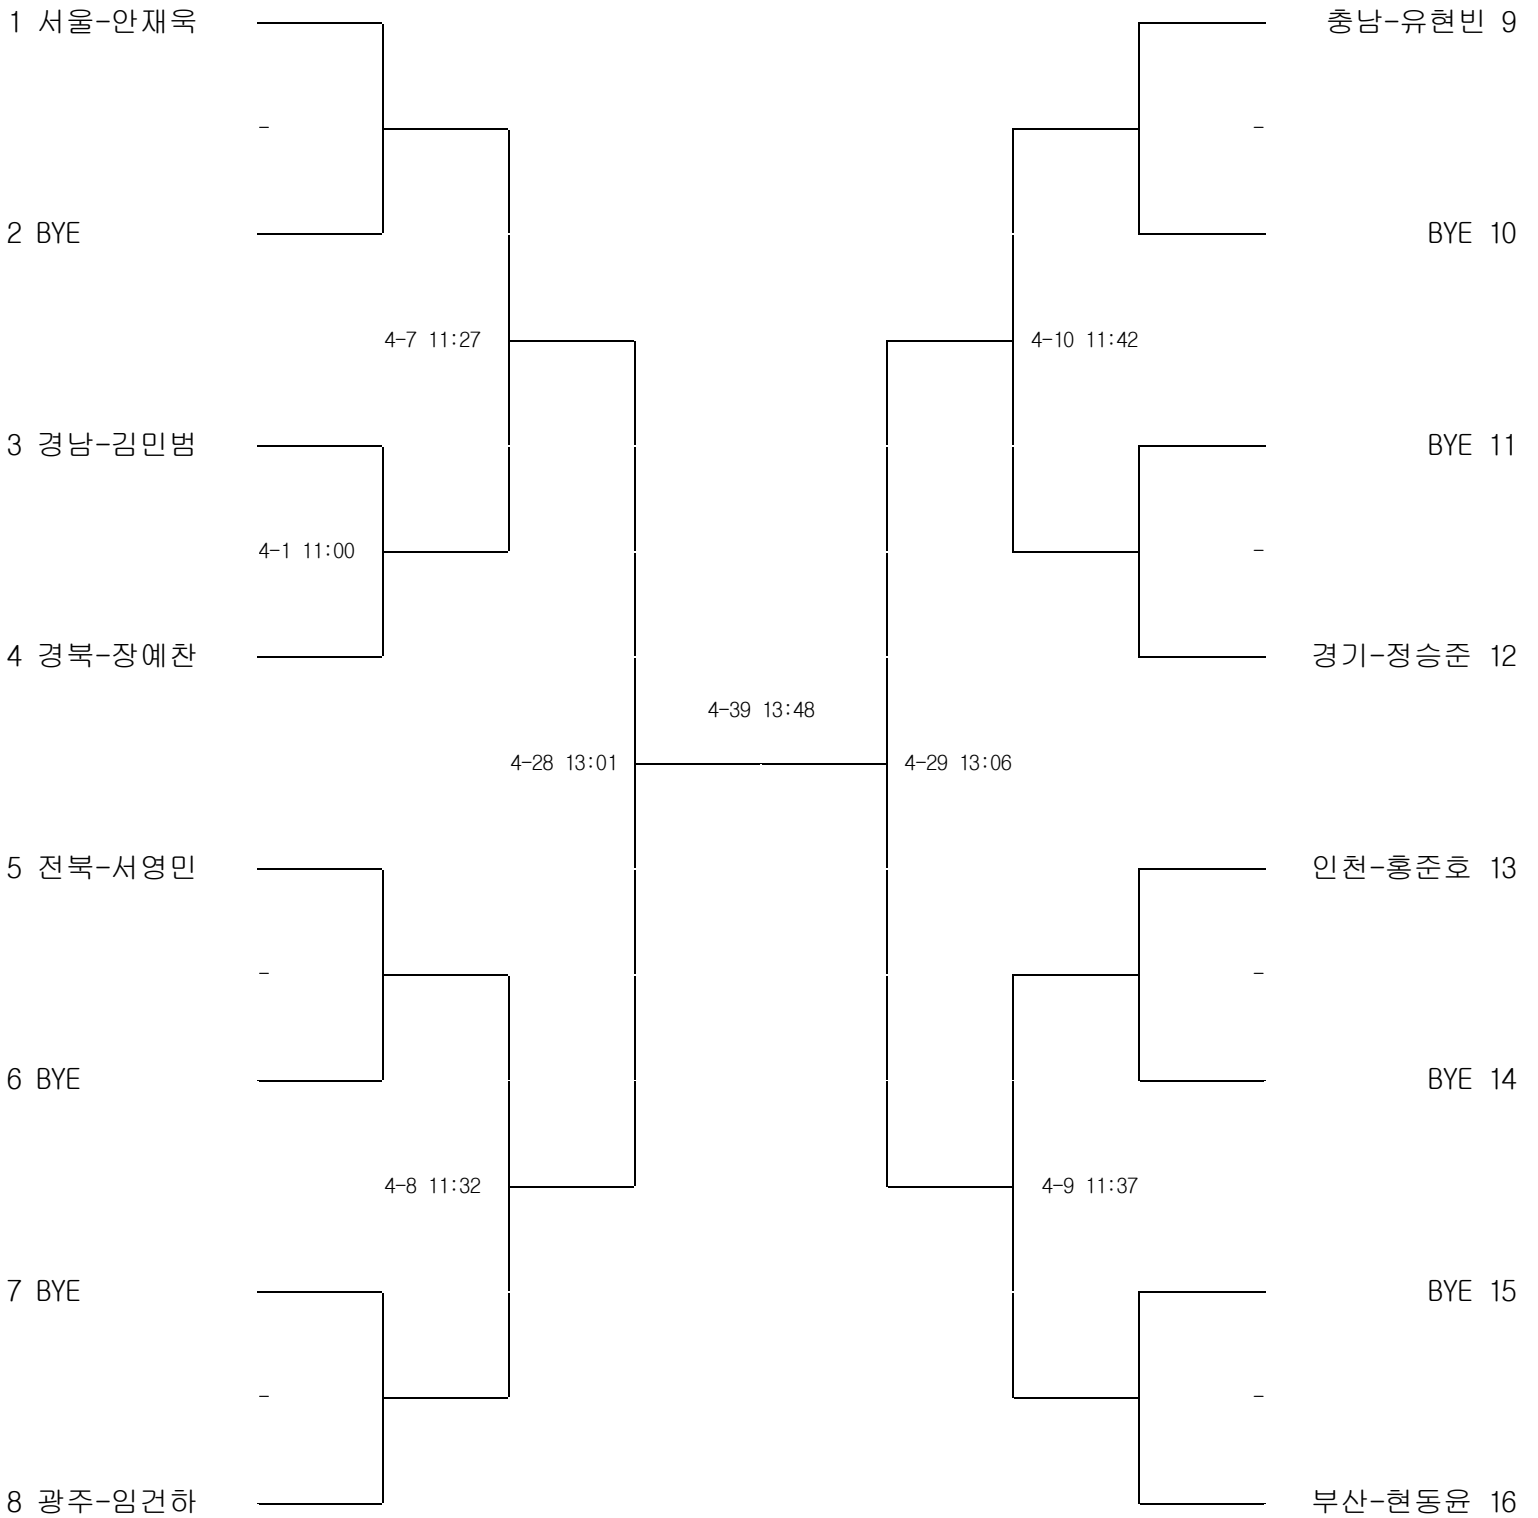 1 서울-안재욱
충남-유현빈 9
-
-
2 BYE
BYE 10
4-7 11:27
4-10 11:42
3 경남-김민범
BYE 11
4-1 11:00
-
4 경북-장예찬
경기-정승준 12
4-39 13:48
4-28 13:01
4-29 13:06
5 전북-서영민
인천-홍준호 13
-
-
6 BYE
BYE 14
4-8 11:32
4-9 11:37
7 BYE
BYE 15
-
-
8 광주-임건하
부산-현동윤 16